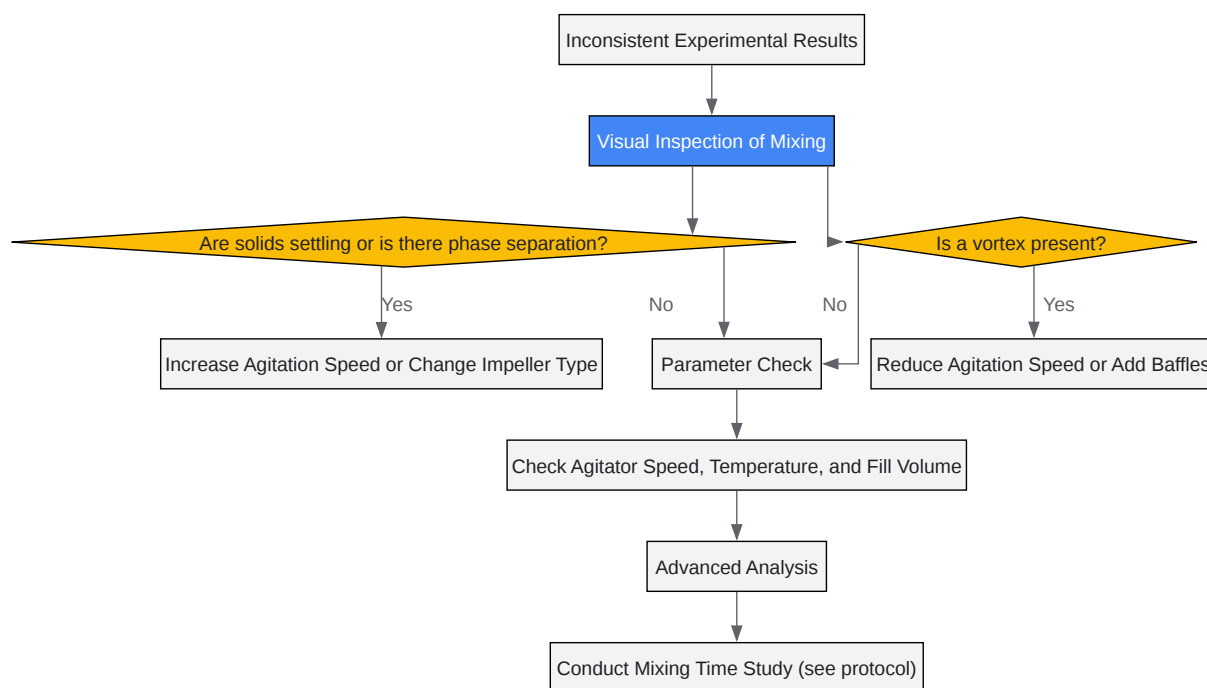 Inconsistent Experimental Results
Visual Inspection of Mixing
Are solids settling or is there phase separation?
Is a vortex present?
Yes
No
No
Yes
Increase Agitation Speed or Change Impeller Type
Parameter Check
Reduce Agitation Speed or Add Baffles
Check Agitator Speed, Temperature, and Fill Volume
Advanced Analysis
Conduct Mixing Time Study (see protocol)